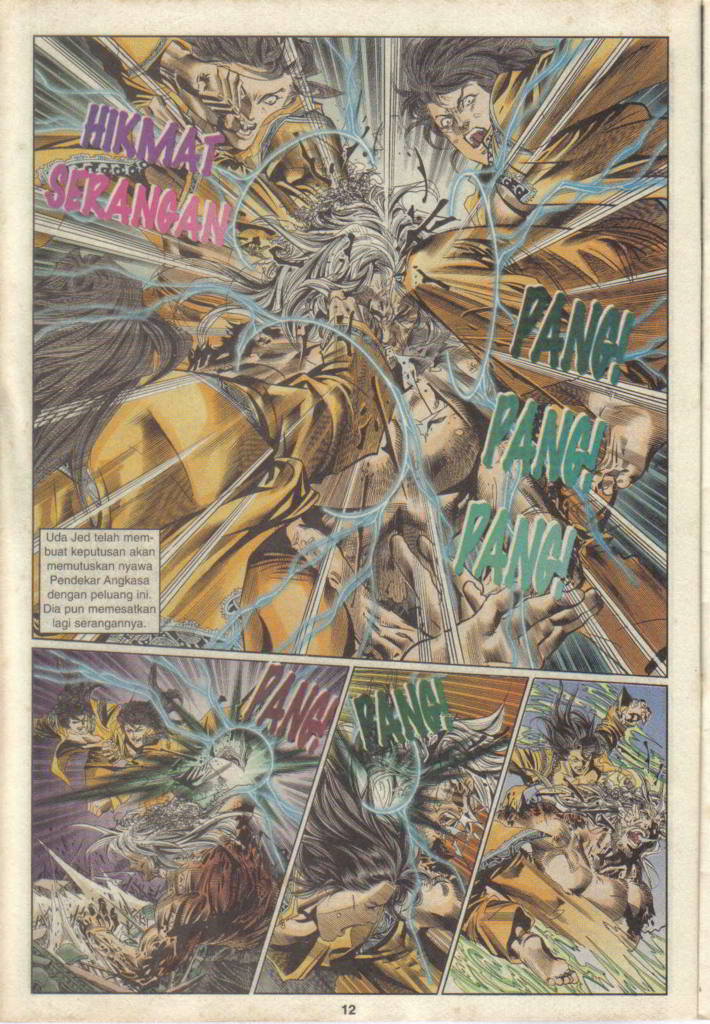 HIKMAT
SERANGAN
PANG!
PANG!
PANG!
Uda Jed telah mem-
buat keputusan akan
memutuskan nyawa
Pendekar Angkasa
dengan peluang ini.
Dia pun memesatkan
lagi serangannya.
PANG!
PANG!
12